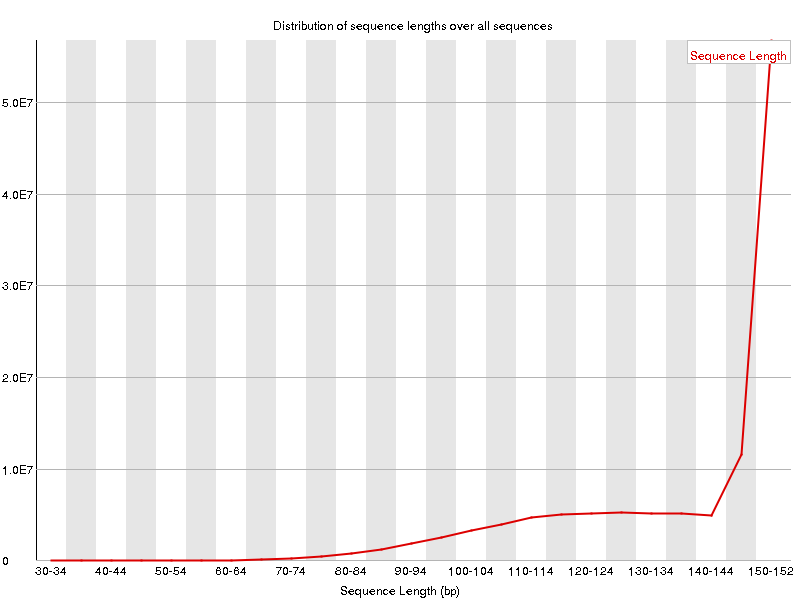 Distribution of sequence lengths over all sequences
Sequence Length
5.0E7
4.0E7
3.0E7
2.0E7
1.0E7
0
30-34 40-44 50-54 60-64 70-74 80-84 90-94 100-104 110-114 120-124 130-134 140-144 150-152
Sequence Length (bp)